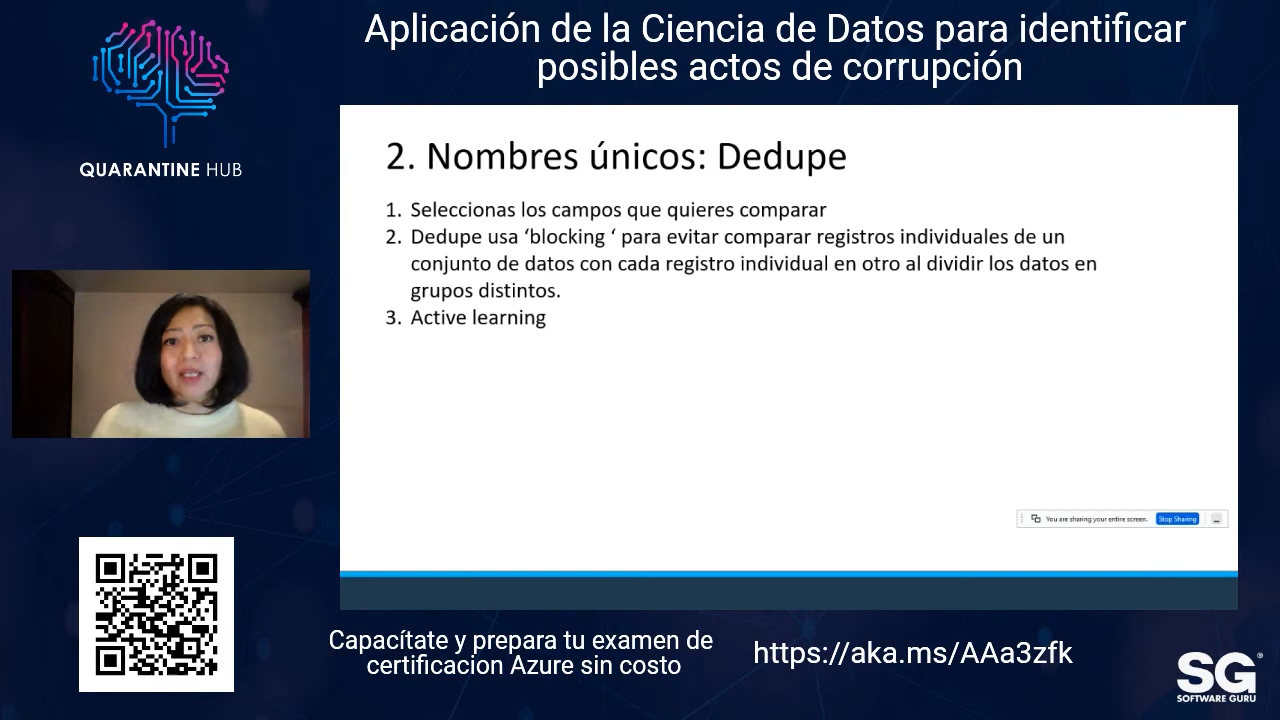 Aplicación de la Ciencia de Datos para identificar
posibles actos de corrupción
QUARANTINE HUB
2. Nombres únicos: Dedupe
1. Seleccionas los campos que quieres comparar
2. Dedupe usa ‘blocking ‘ para evitar comparar registros individuales de un
conjunto de datos con cada registro individual en otro al dividir los datos en
grupos distintos.
3. Active learning
You are sharing your entire screen. Stop Sharing
Capacítate y prepara tu examen de
certificacion Azure sin costo
https://aka.ms/AAa3zfk
SG®
SOFTWARE GURU